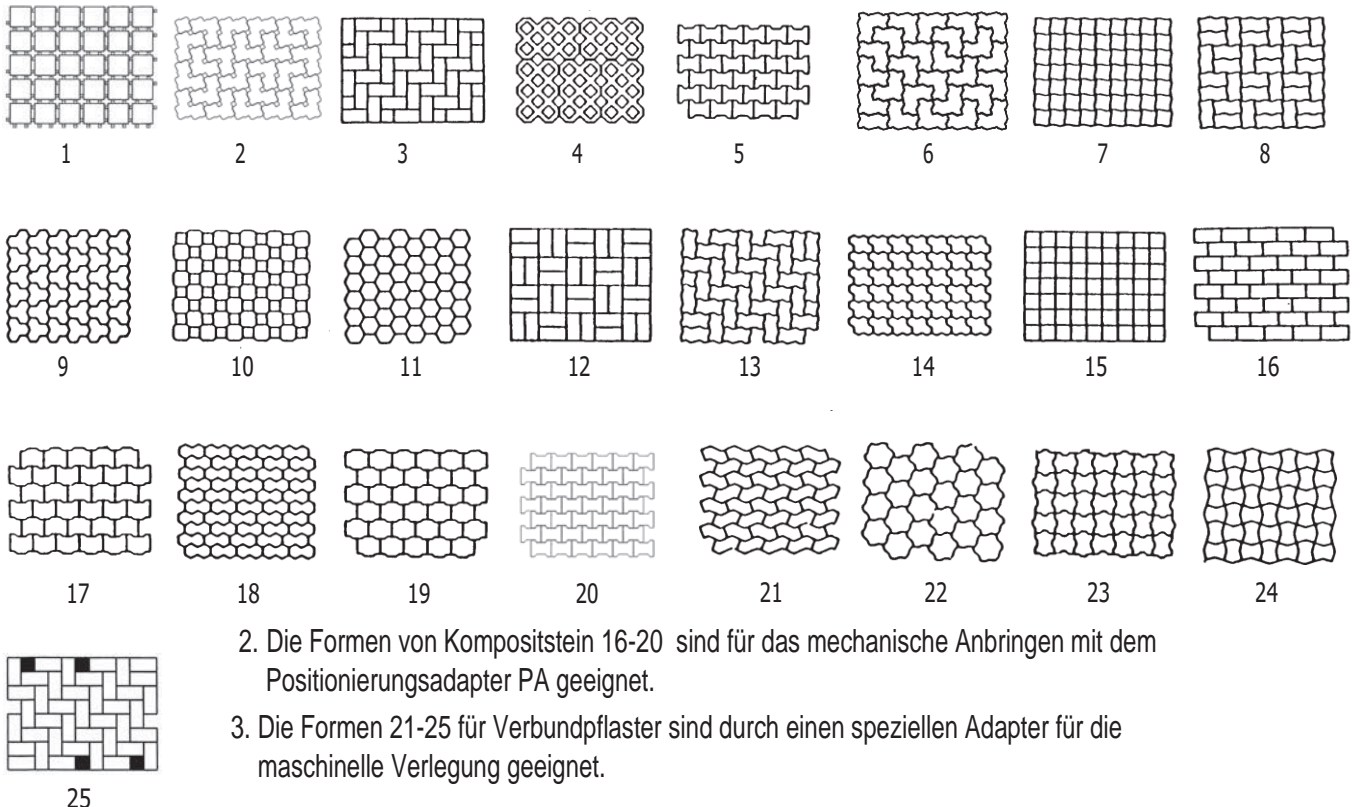 1 2 3 4 5 6 7 8
9 10 11 12 13 14 15 16
17 18 19 20 21 22 23 24
2. Die Formen von Kompositstein 16-20 sind für das mechanische Anbringen mit dem
Positionierungsadapter PA geeignet.
3. Die Formen 21-25 für Verbundpflaster sind durch einen speziellen Adapter für die
maschinelle Verlegung geeignet.
25